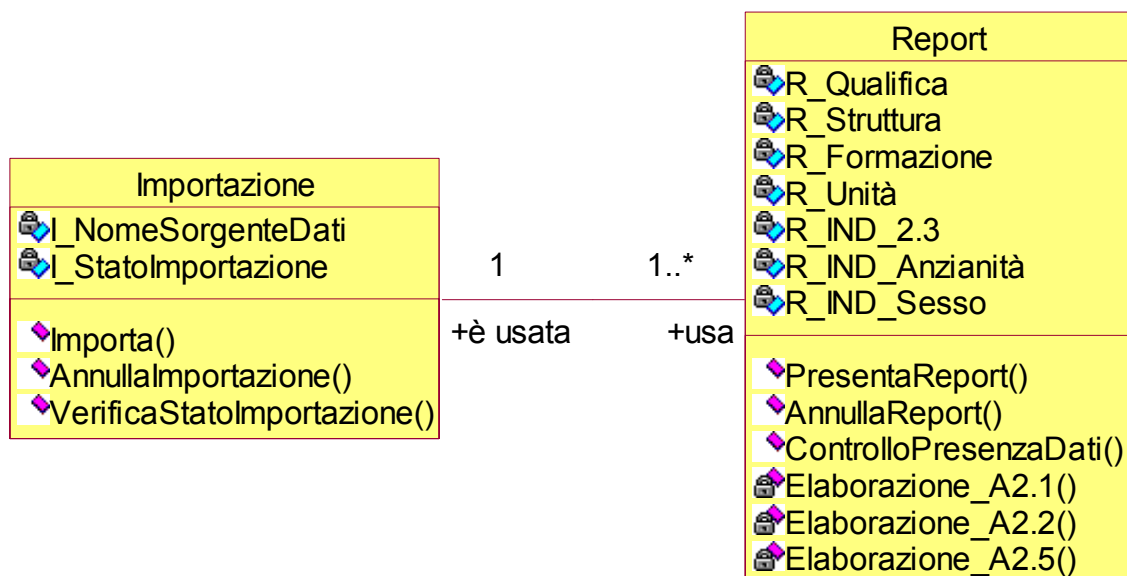 Importazione
I_NomeSorgenteDati
I_StatoImportazione
Importa()
AnnullaImportazione()
VerificaStatoImportazione()
1
1..*
+è usata
+usa
Report
R_Qualifica
R_Struttura
R_Formazione
R_Unità
R_IND_2.3
R_IND_Anzianità
R_IND_Sesso
PresentaReport()
AnnullaReport()
ControlloPresenzaDati()
Elaborazione_A2.1()
Elaborazione_A2.2()
Elaborazione_A2.5()